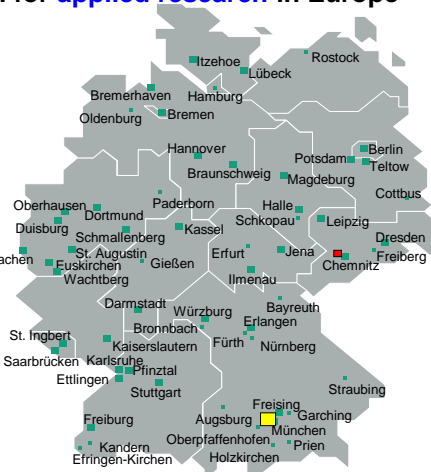 for applied research in Europe
Itzehoe
Rostock
Lübeck
Bremerhaven
Hamburg
Oldenburg
Bremen
Hannover
Berlin
Potsdam
Teltow
Braunschweig
Magdeburg
Cottbus
Paderborn
Halle
Oberhausen
Dortmund
Schkopau
Leipzig
Duisburg
Kassel
Schmallenberg
Dresden
St. Augustin
Erfurt
Jena
Freiberg
achen
Euskirchen
Gießen
Chemnitz
Wachtberg
Ilmenau
Darmstadt
Bayreuth
Würzburg
Erlangen
Bronnbach
St. Ingbert
Fürth
Nürnberg
Kaiserslautern
Saarbrücken
Karlsruhe
Pfinztal
Ettlingen
Stuttgart
Straubing
Freising
Augsburg
Garching
Freiburg
München
Oberpfaffenhofen
Prien
Kandern
Holzkirchen
Efringen-Kirchen